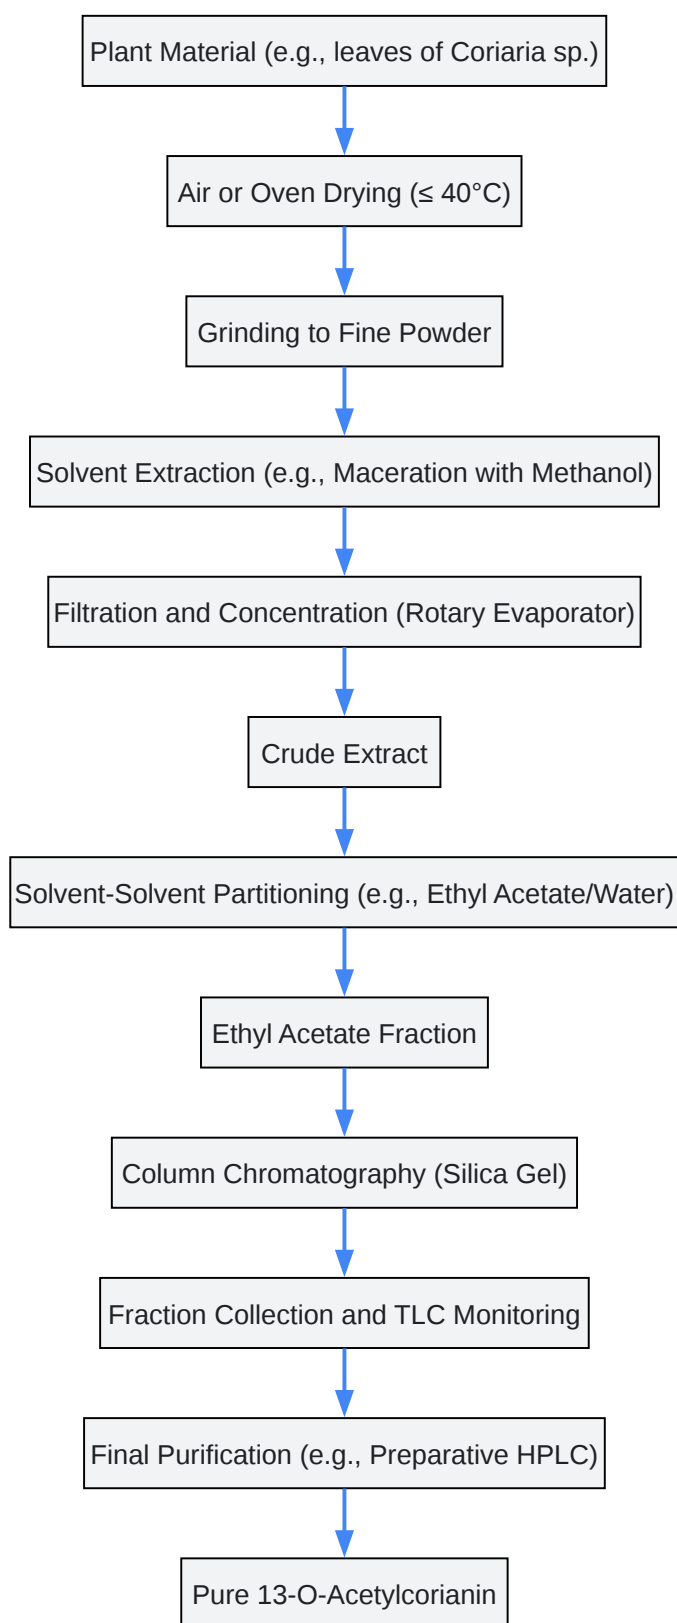 Plant Material (e.g., leaves of Coriaria sp.)
Air or Oven Drying (≤ 40°C)
Grinding to Fine Powder
Solvent Extraction (e.g., Maceration with Methanol)
Filtration and Concentration (Rotary Evaporator)
Crude Extract
Solvent-Solvent Partitioning (e.g., Ethyl Acetate/Water)
Ethyl Acetate Fraction
Column Chromatography (Silica Gel)
Fraction Collection and TLC Monitoring
Final Purification (e.g., Preparative HPLC)
Pure 13-O-Acetylcorianin